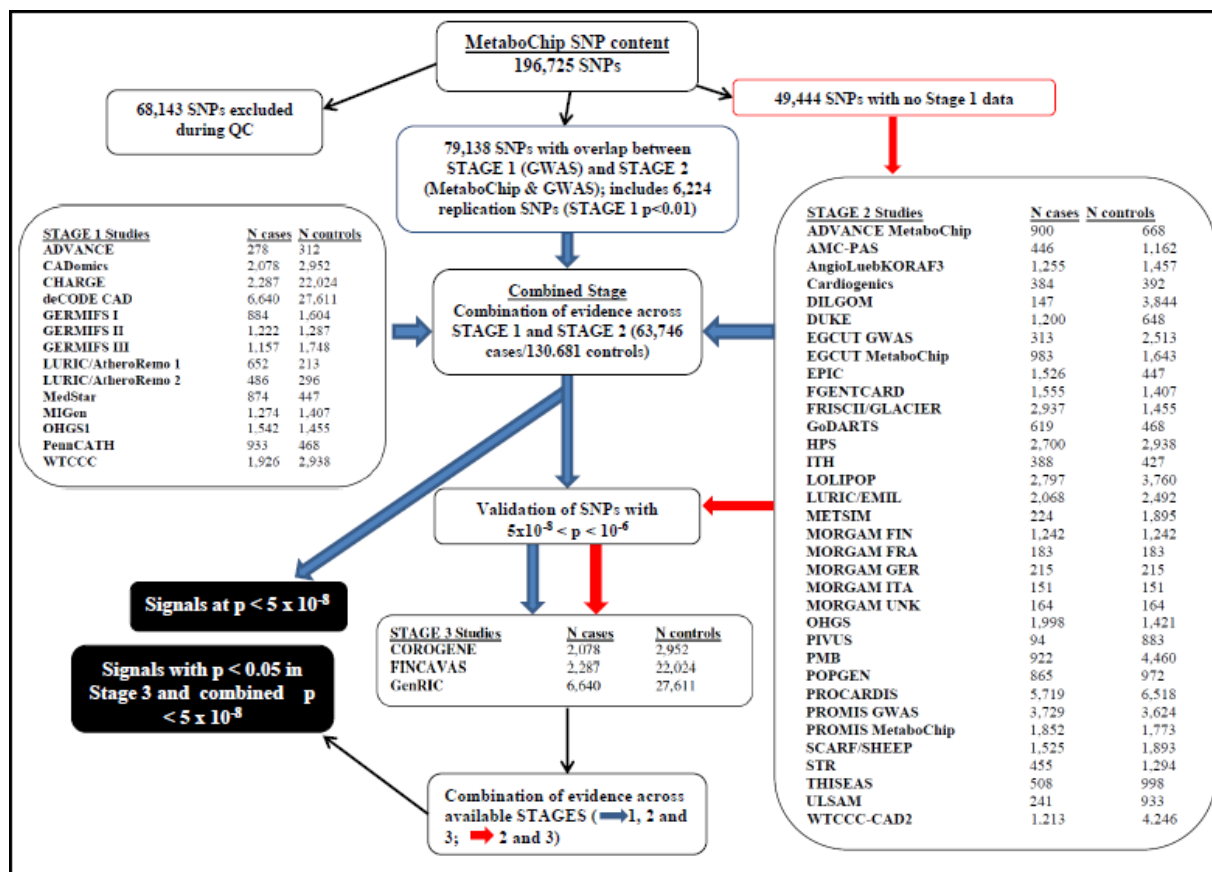 MetaboChip SNP content
196,725 SNPs
68,143 SNPs excluded
during QC
49,444 SNPs with no Stage 1 data
79,138 SNPs with overlap between
STAGE 1 (GWAS) and STAGE 2
(MetaboChip & GWAS); includes 6,224
replication SNPs (STAGE 1 p<0.01)
STAGE 1 Studies N cases N controls
ADVANCE 278 312
CADomics 2,078 2,952
CHARGE 2,287 22,024
deCODE CAD 6,640 27,611
GERMIFS I 884 1,604
GERMIFS II 1,222 1,287
GERMIFS III 1,157 1,748
LURIC/AtheroRemo 1 652 213
LURIC/AtheroRemo 2 486 296
MedStar 874 447
MIGen 1,274 1,407
OHGS1 1,542 1,455
PennCATH 933 468
WTCCC 1,926 2,938
Combined Stage
Combination of evidence across
STAGE 1 and STAGE 2 (63,746
cases/130.681 controls)
STAGE 2 Studies N cases N controls
ADVANCE MetaboChip 900 668
AMC-PAS 446 1,162
AngioLuebKORAF3 1,255 1,457
Cardiogenics 384 392
DILGOM 147 3,844
DUKE 1,200 648
EGCUT GWAS 313 2,513
EGCUT MetaboChip 983 1,643
EPIC 1,526 447
FGENTCARD 1,555 1,407
FRISCII/GLACIER 2,937 1,455
GoDARTS 619 468
HPS 2,700 2,938
ITH 388 427
LOLIPOP 2,797 3,760
LURIC/EMIL 2,068 2,492
METSIM 224 1,895
MORGAM FIN 1,242 1,242
MORGAM FRA 183 183
MORGAM GER 215 215
MORGAM ITA 151 151
MORGAM UNK 164 164
OHGS 1,998 1,421
PIVUS 94 883
PMB 922 4,460
POPGEN 865 972
PROCARDIS 5,719 6,518
PROMIS GWAS 3,729 3,624
PROMIS MetaboChip 1,852 1,773
SCARF/SHEEP 1,525 1,893
STR 455 1,294
THISEAS 508 998
ULSAM 241 933
WTCCC-CAD2 1,213 4,246
Validation of SNPs with
5x10⁻⁸ < p < 10⁻⁶
Signals at p < 5 x 10⁻⁸
STAGE 3 Studies N cases N controls
COROGENE 2,078 2,952
FINCAVAS 2,287 22,024
GenRIC 6,640 27,611
Signals with p < 0.05 in
Stage 3 and combined p
< 5 x 10⁻⁸
Combination of evidence across
available STAGES ( 1, 2 and
3; 2 and 3)